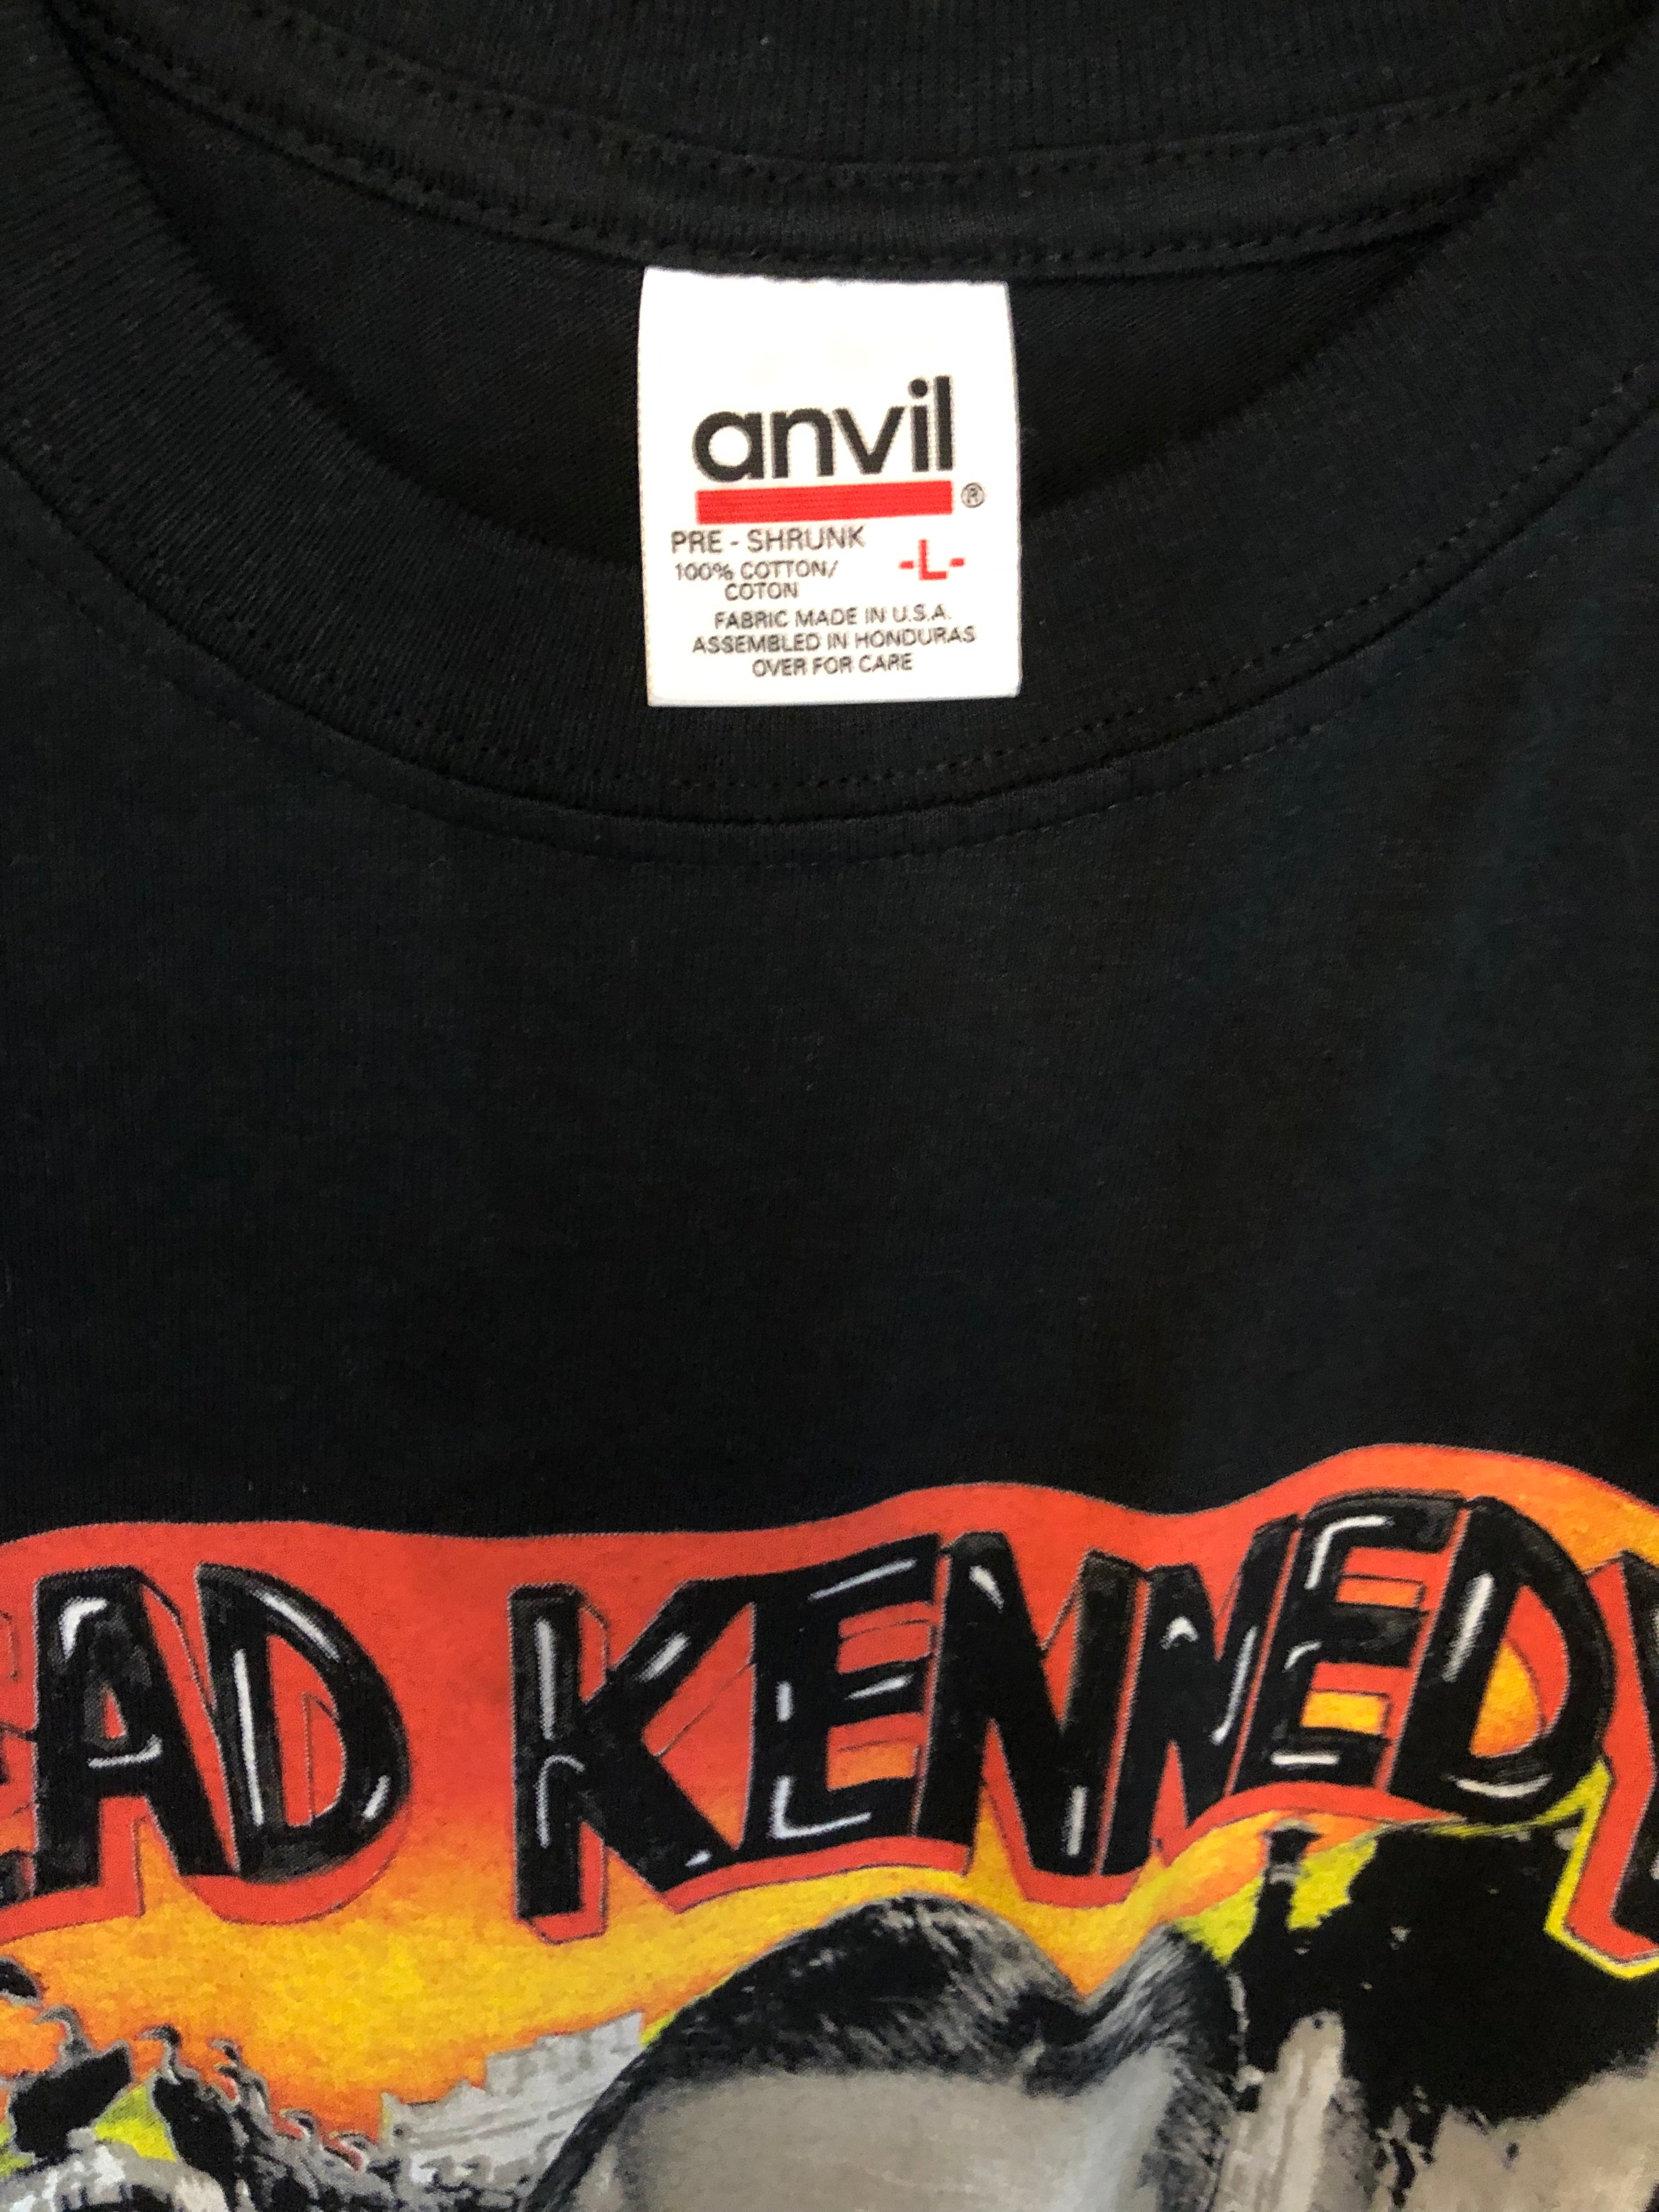 anvil®
PRE - SHRUNK
-L-
100% COTTON/
COTON
FABRIC MADE IN U.S.A.
ASSEMBLED IN HONDURAS
OVER FOR CARE
EAD KENNEDY